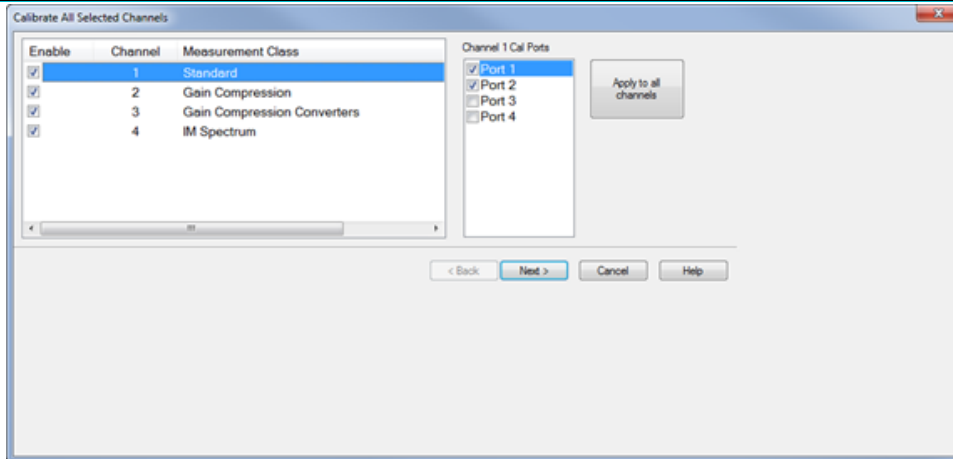 Calibrate All Selected Channels
Enable Channel Measurement Class
1 Standard
2 Gain Compression
3 Gain Compression Converters
4 IM Spectrum
Channel 1 Cal Ports
Port 1
Port 2
Port 3
Port 4
Apply to all
channels
< Back Next > Cancel Help